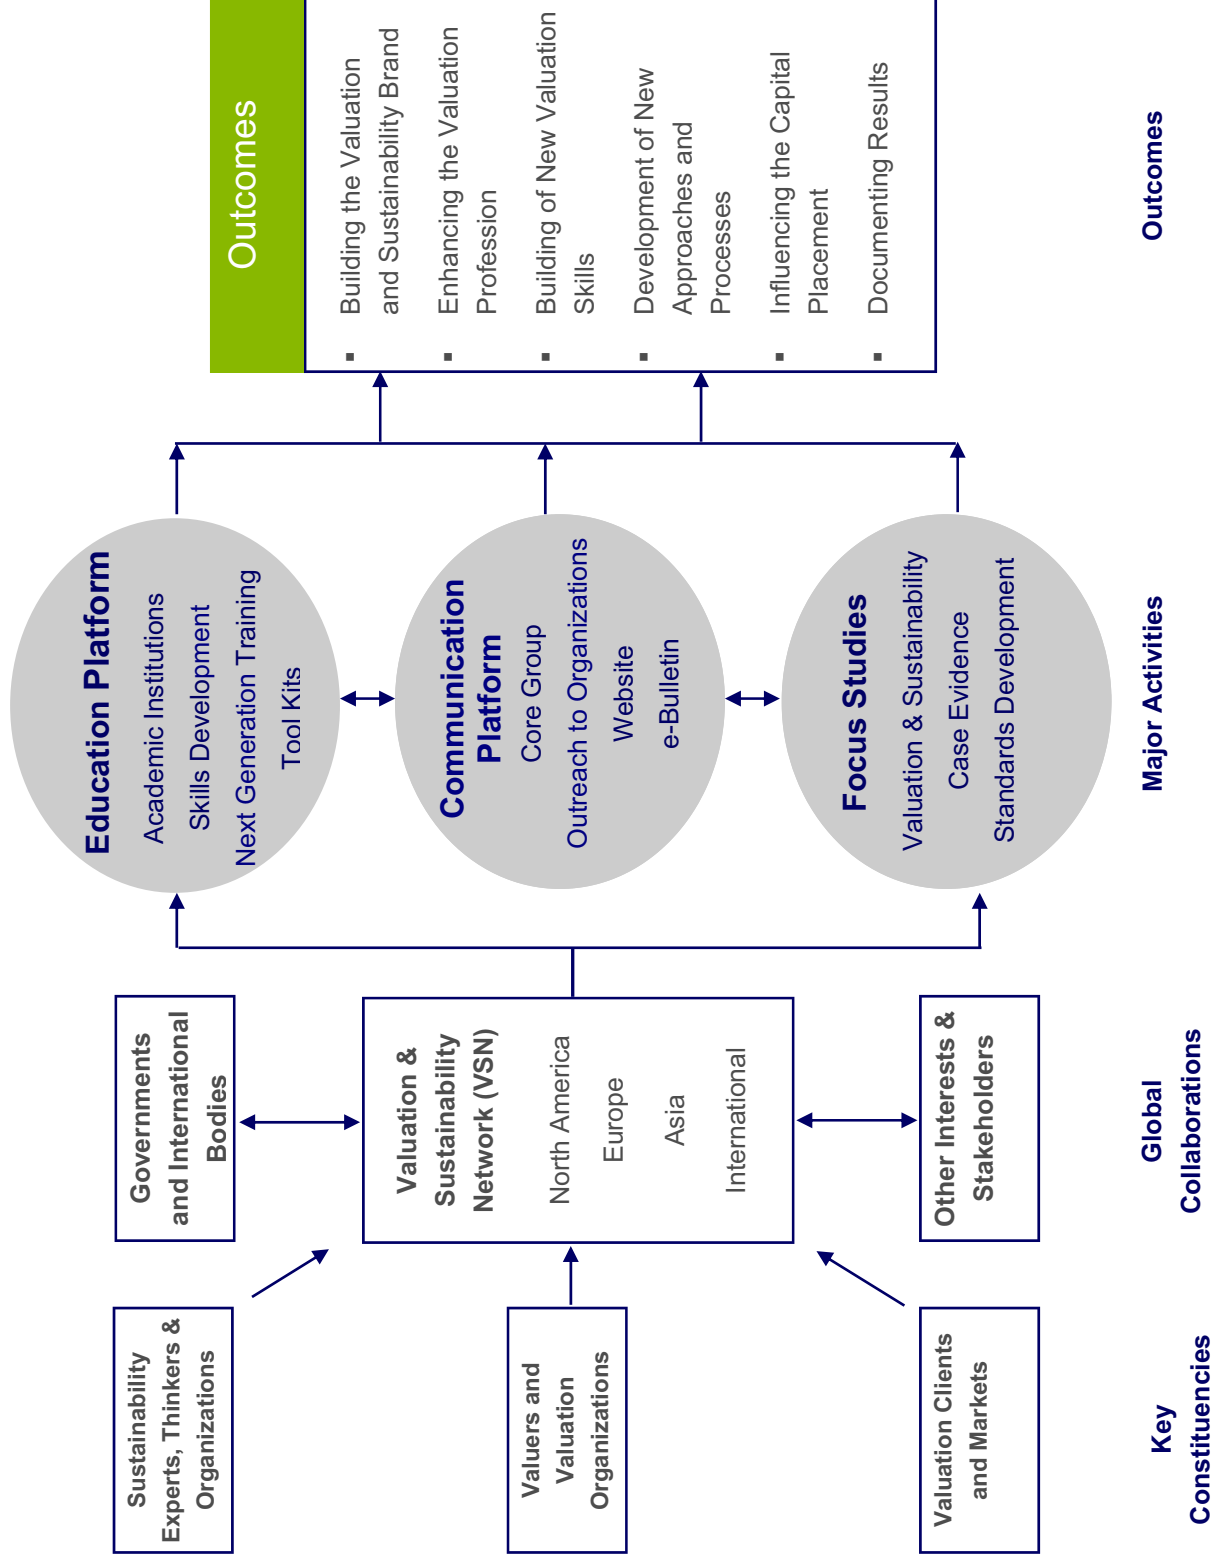 Sustainability
Experts, Thinkers &
Organizations
Valuers and
Valuation
Organizations
Valuation Clients
and Markets
Key
Constituencies
Governments
and International
Bodies
Valuation &
Sustainability
Network (VSN)
North America
Europe
Asia
International
Other Interests &
Stakeholders
Global
Collaborations
Education Platform
Academic Institutions
Skills Development
Next Generation Training
Tool Kits
Communication
Platform
Core Group
Outreach to Organizations
Website
e-Bulletin
Focus Studies
Valuation & Sustainability
Case Evidence
Standards Development
Major Activities
Outcomes
▪ Building the Valuation
and Sustainability Brand
▪ Enhancing the Valuation
Profession
▪ Building of New Valuation
Skills
▪ Development of New
Approaches and
Processes
▪ Influencing the Capital
Placement
▪ Documenting Results
Outcomes